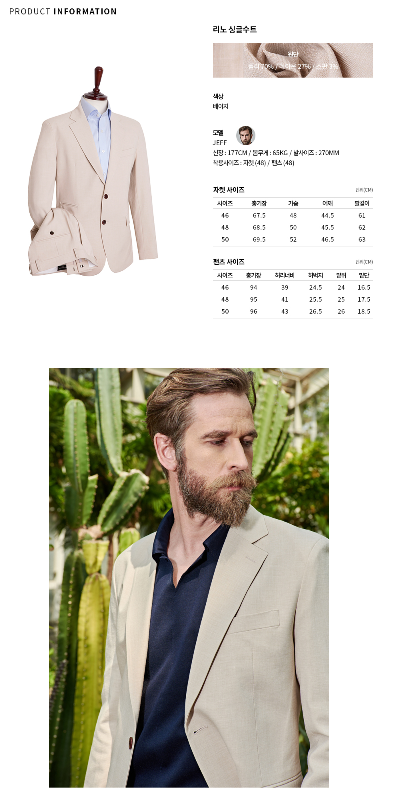 PRODUCT INFORMATION
리노 싱글수트
원단
색상
베이지
모델
JEFF
신장 : 177CM / 몸무게 : 65KG / 발사이즈 : 270MM
착용사이즈 : 자켓(48) / 팬츠(48)
자켓 사이즈 단위(CM)
사이즈 총기장 가슴 어깨 팔길이
46 67.5 48 44.5 61
48 68.5 50 45.5 62
50 69.5 52 46.5 63
팬츠 사이즈 단위(CM)
사이즈 총기장 허리너비 허벅지 밑위 밑단
46 94 39 24.5 24 16.5
48 95 41 25.5 25 17.5
50 96 43 26.5 26 18.5